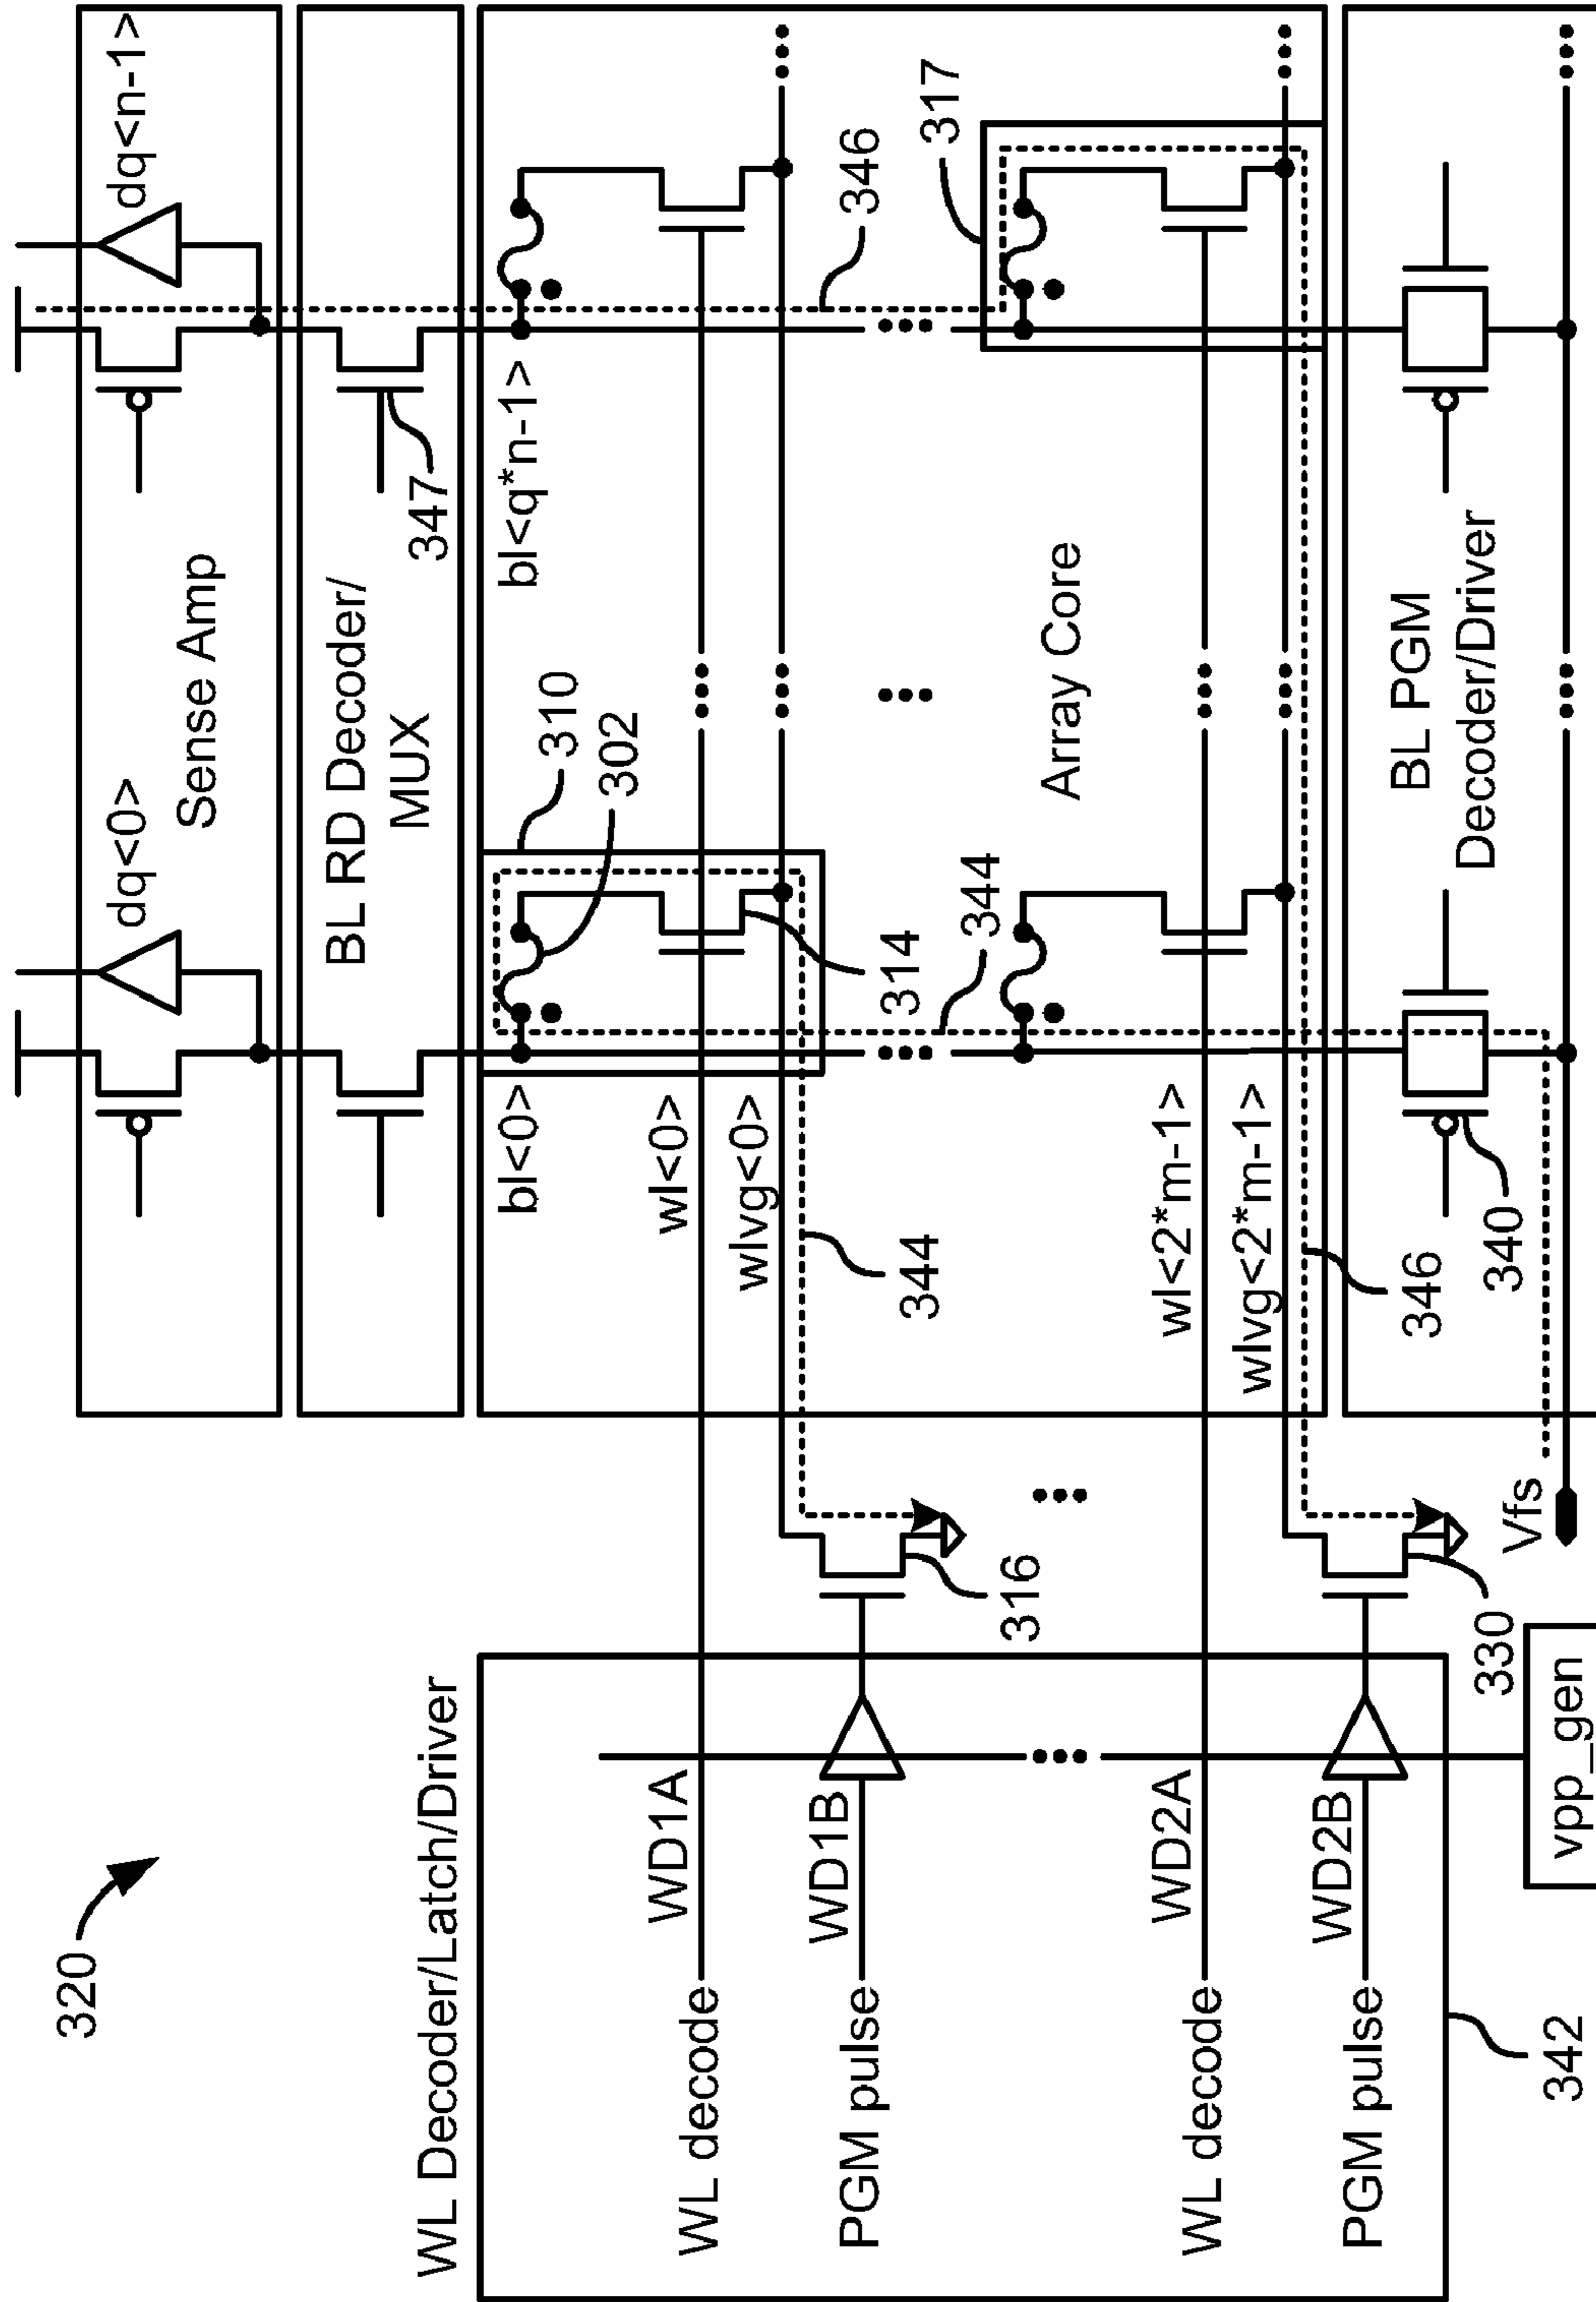 320
WL Decoder/Latch/Driver
dq<0>
dq<n-1>
Sense Amp
BL RD Decoder/
MUX
347
bl<0>
bl<q*n-1>
310
302
346
wl<0>
wlvg<0>
314
317
344
344
WL decode
WD1A
PGM pulse
WD1B
316
Array Core
WL decode
WD2A
wl<2*m-1>
wlvg<2*m-1>
PGM pulse
WD2B
346
330
340
BL PGM
Decoder/Driver
Vfs
342
vpp_gen